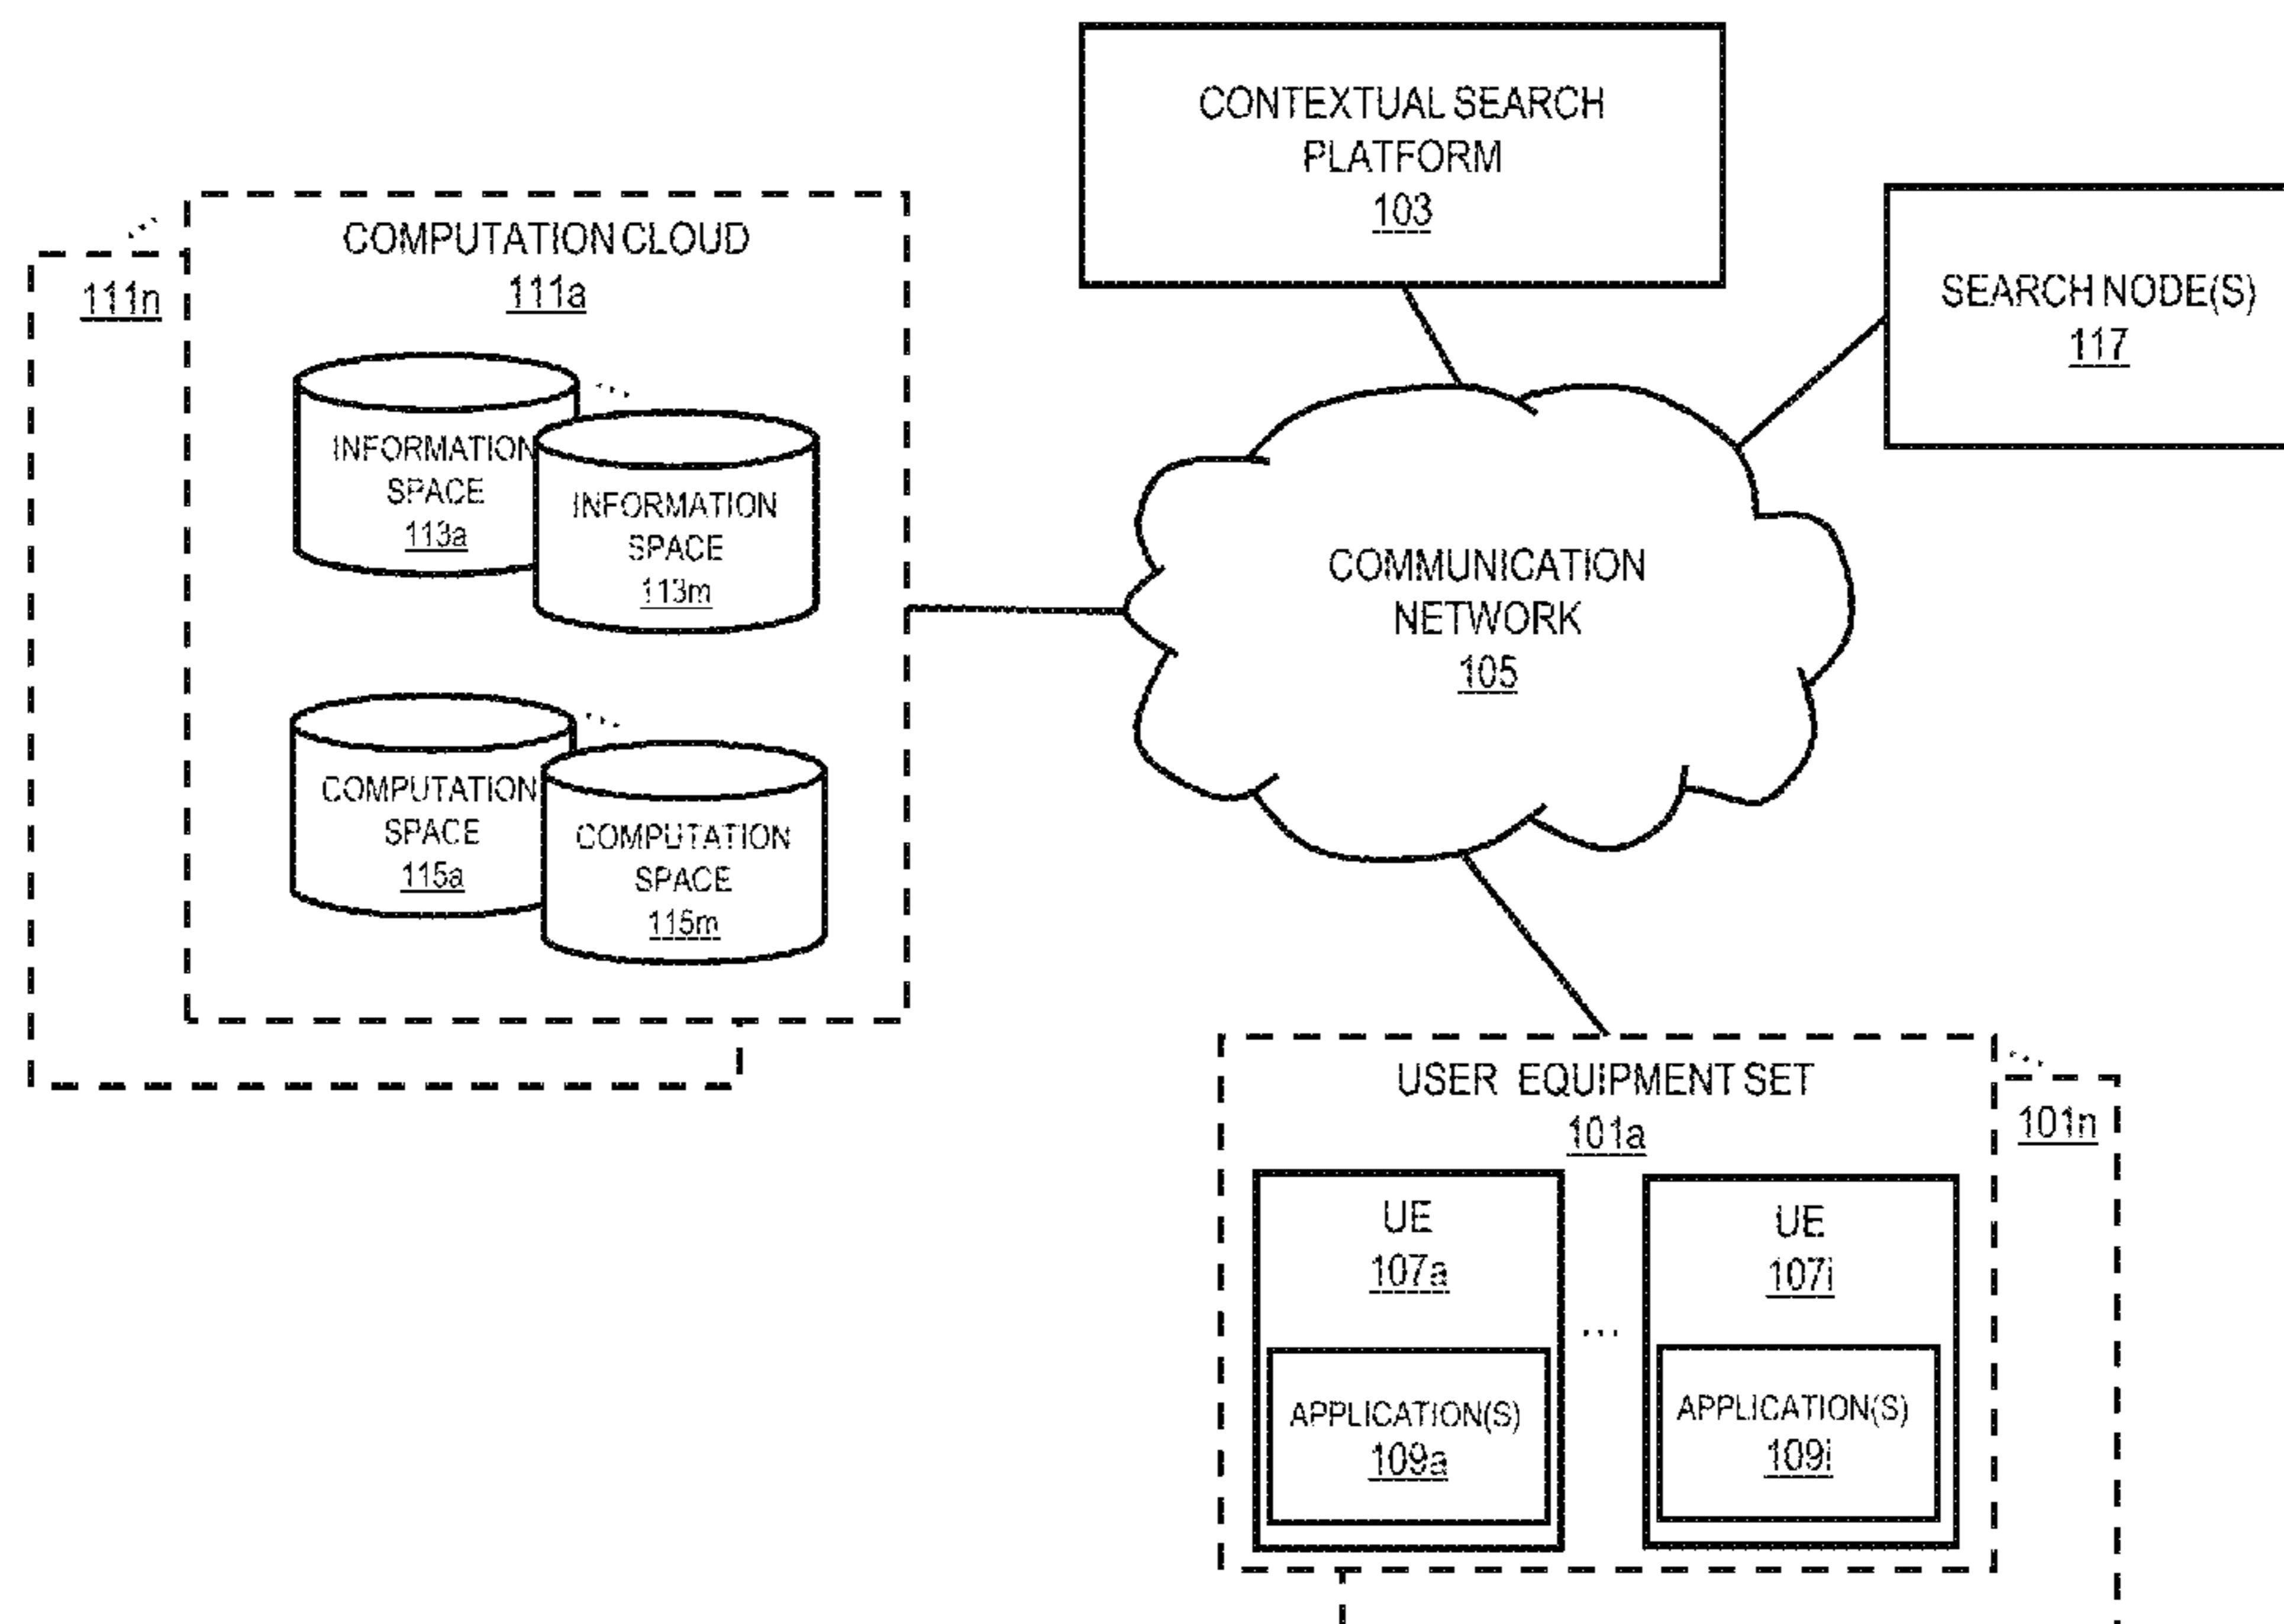 CONTEXTUAL SEARCH
PLATFORM
103
SEARCH NODE(S)
117
COMPUTATION CLOUD
111a
111n
INFORMATION
SPACE
113a
INFORMATION
SPACE
113m
COMPUTATION
SPACE
115a
COMPUTATION
SPACE
115m
COMMUNICATION
NETWORK
105
USER EQUIPMENT SET
101a
101n
UE
107a
...
UE
107i
APPLICATION(S)
109a
APPLICATION(S)
109i